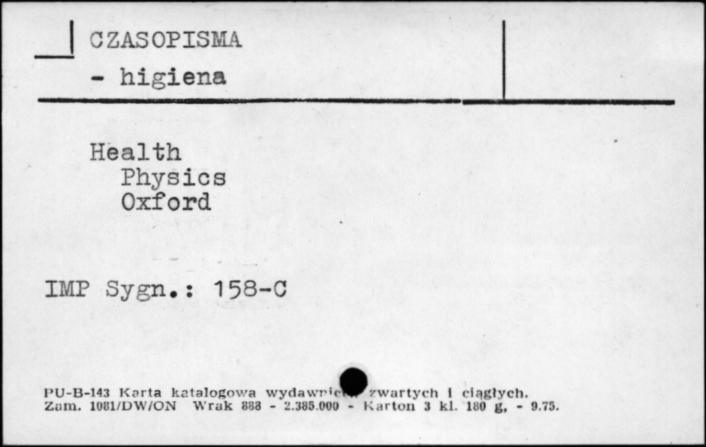 CZASOPISMA
- higiena
Health
Physics
Oxford
IMP Sygn.: 158-C
PU-B-143 Karta katalogowa zwartych i ciągłych.
Zam. 1081/DW/ON Wrak 888 - 2.385.000 - Karton 3 kl. 180 g, - 9.75.